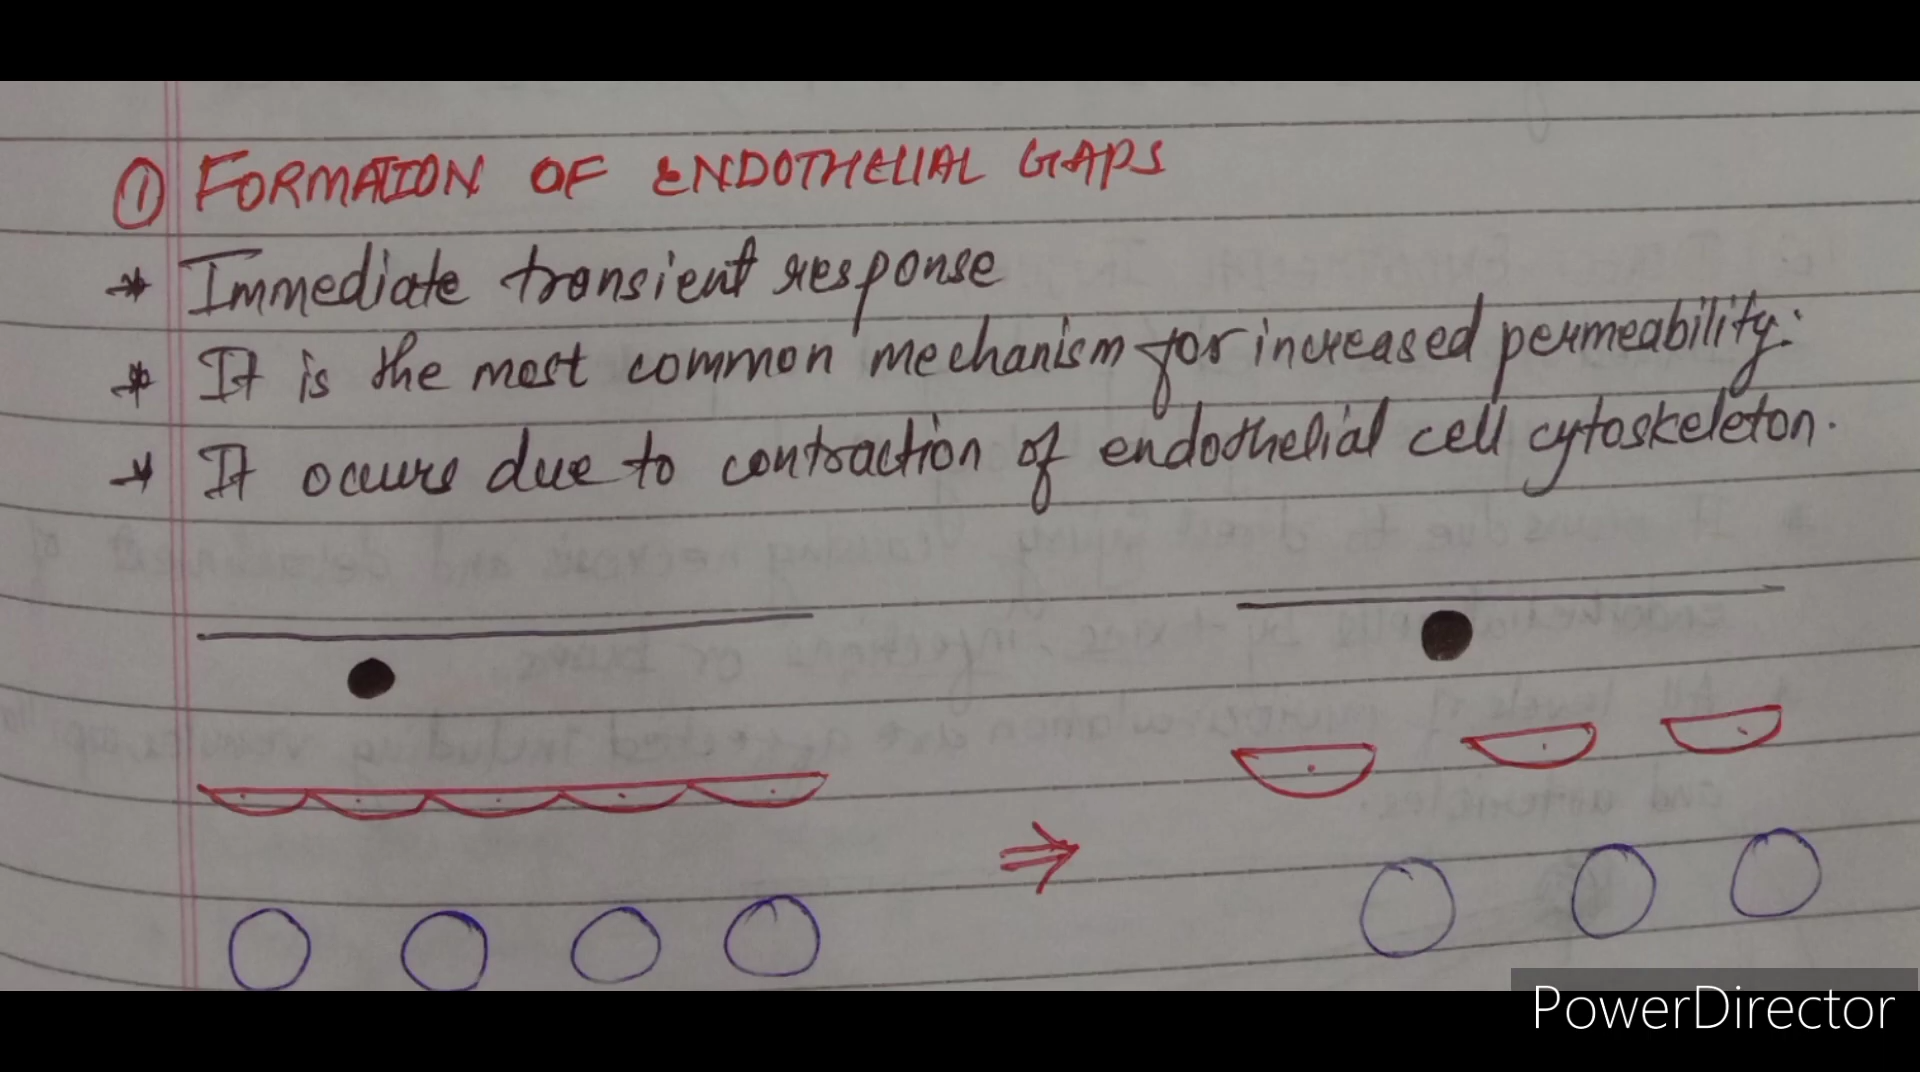 ① FORMATION OF ENDOTHELIAL GAPS
→ Immediate transient response
→ It is the most common mechanism for increased permeability.
→ It occurs due to contraction of endothelial cell cytoskeleton.
PowerDirector